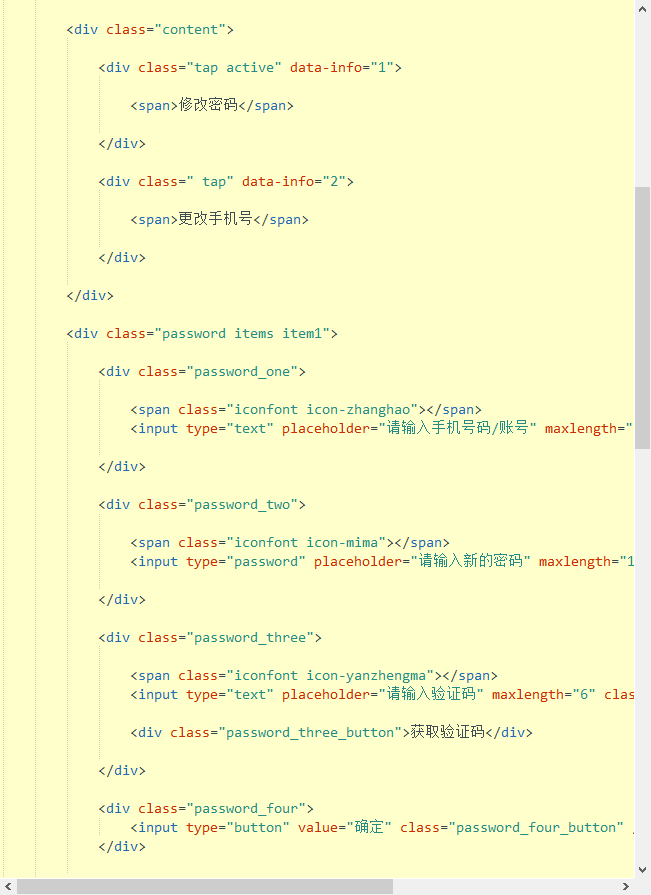 <div class="content">
<div class="tap active" data-info="1">
<span>修改密码</span>
</div>
<div class=" tap" data-info="2">
<span>更改手机号</span>
</div>
</div>
<div class="password items item1">
<div class="password_one">
<span class="iconfont icon-zhanghao"></span>
<input type="text" placeholder="请输入手机号码/账号" maxlength="
</div>
<div class="password_two">
<span class="iconfont icon-mima"></span>
<input type="password" placeholder="请输入新的密码" maxlength="1
</div>
<div class="password_three">
<span class="iconfont icon-yanzhengma"></span>
<input type="text" placeholder="请输入验证码" maxlength="6" clas
<div class="password_three_button">获取验证码</div>
</div>
<div class="password_four">
<input type="button" value="确定" class="password_four_button" /
</div>